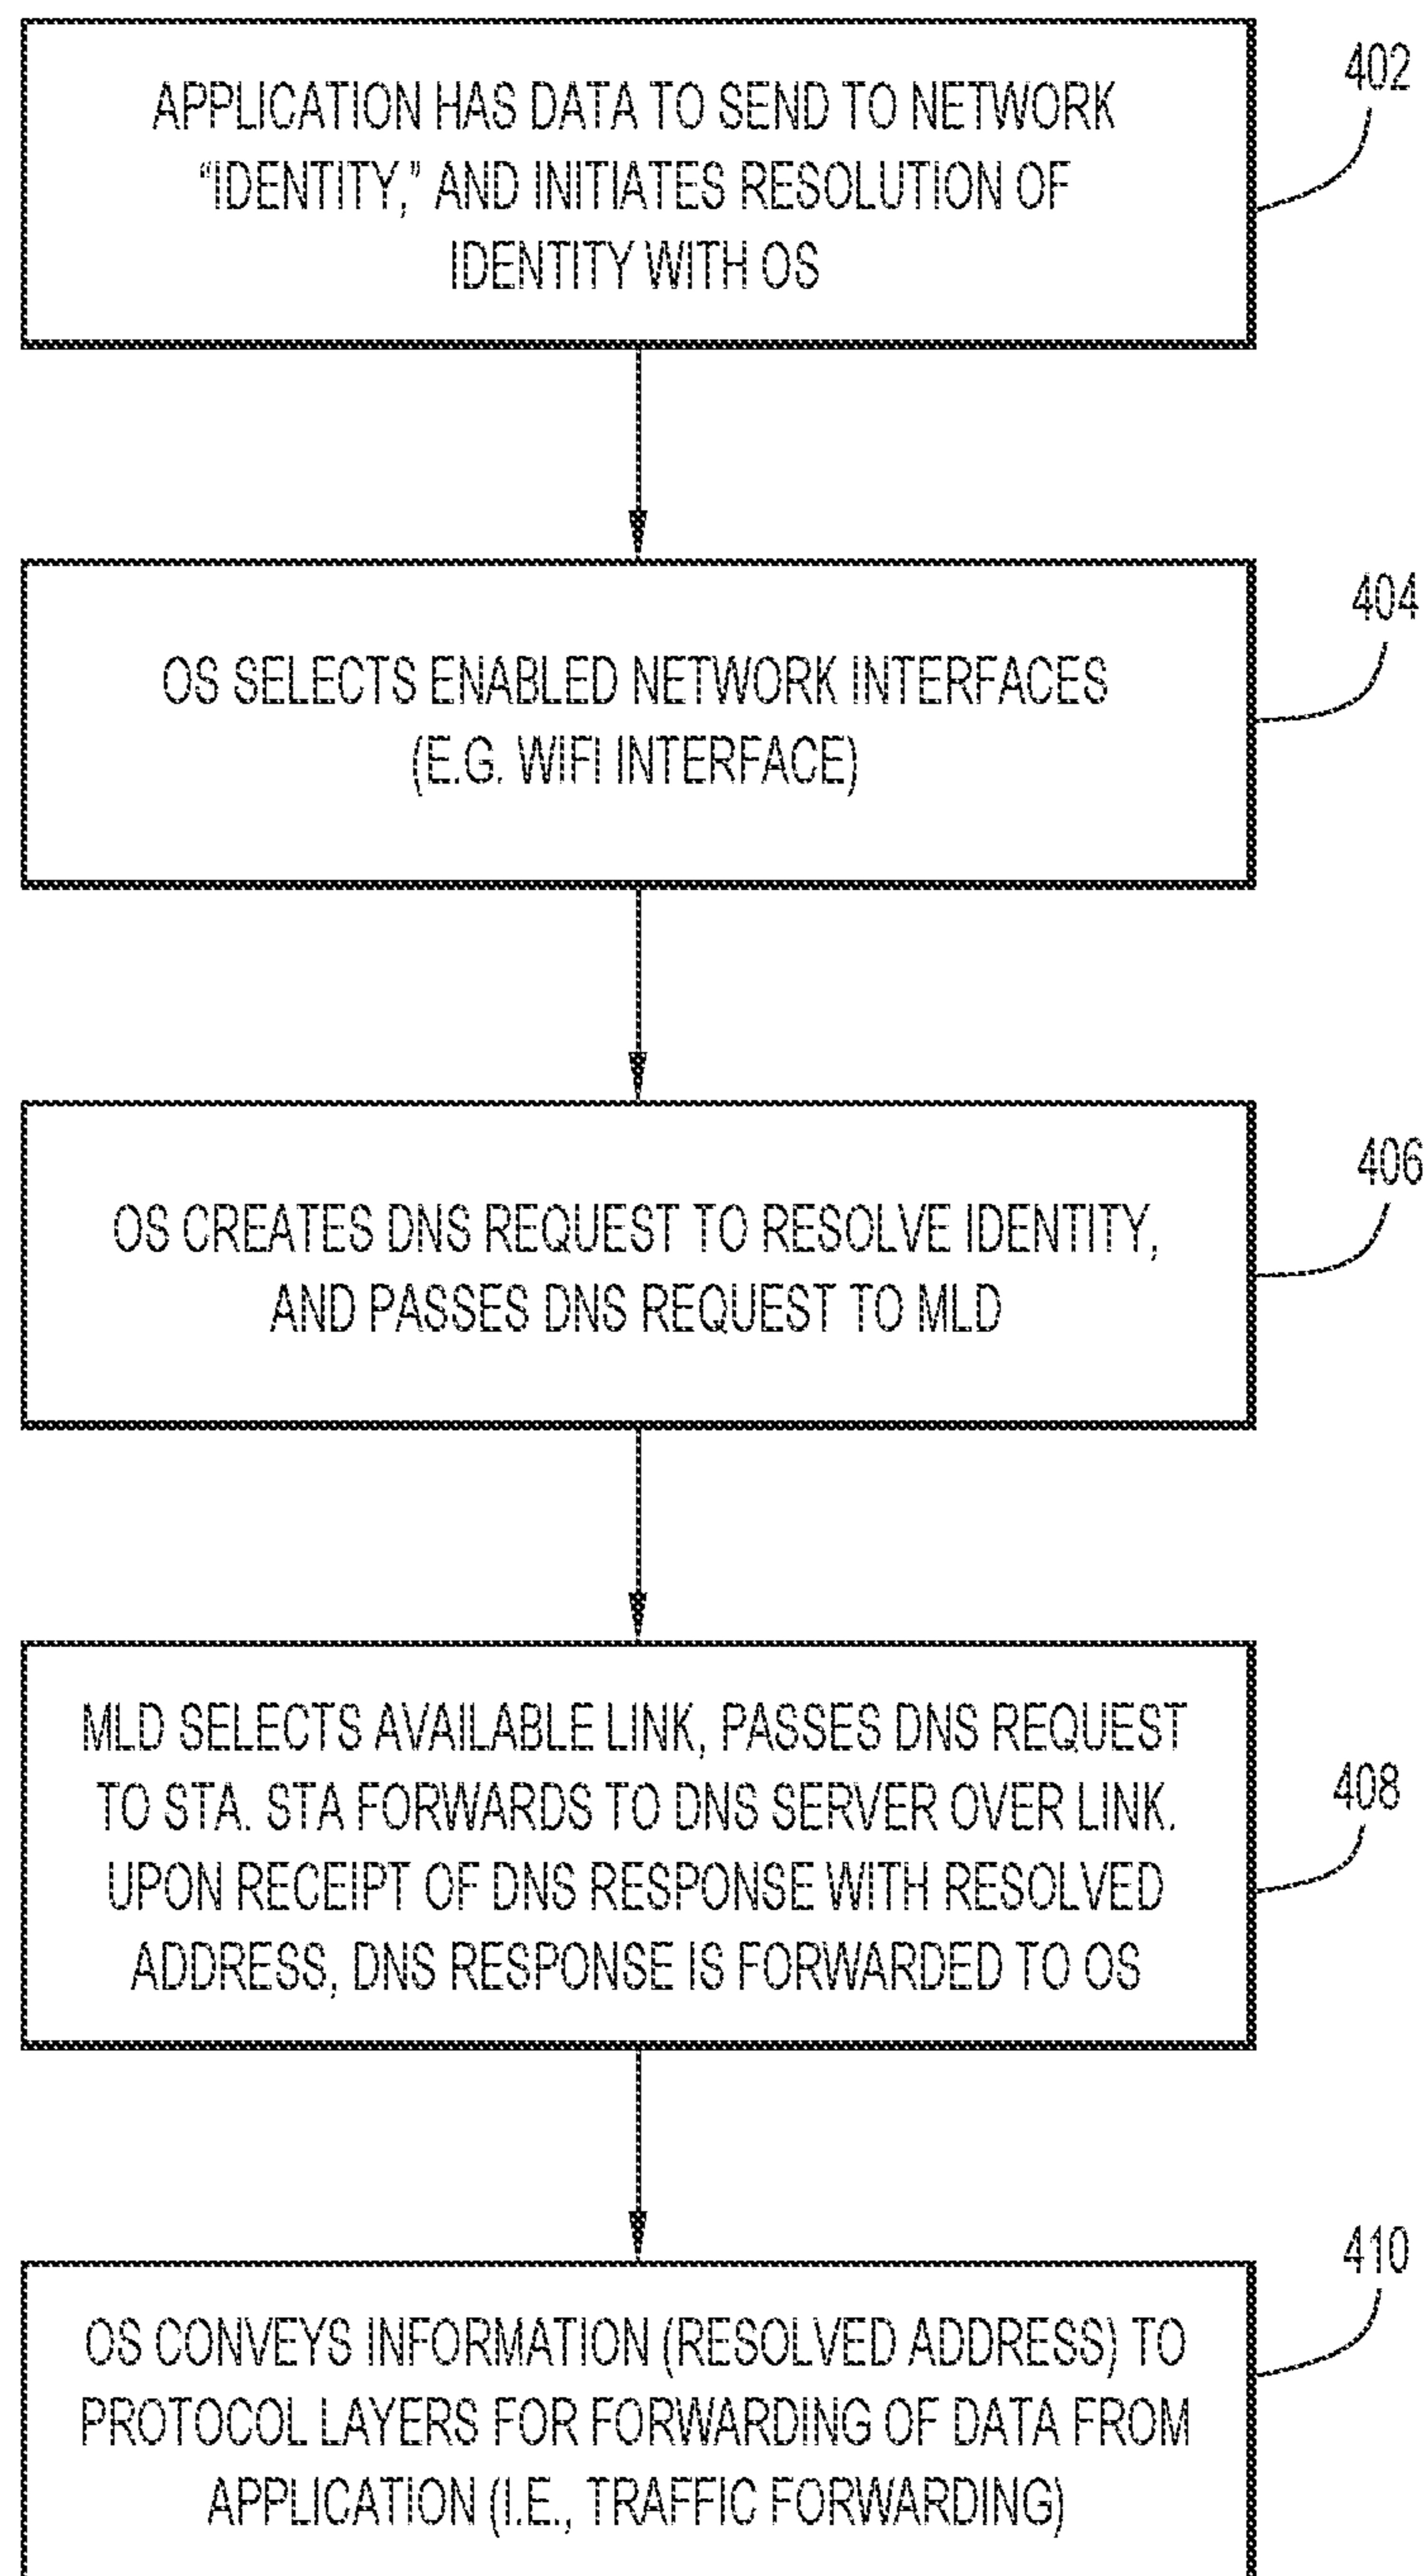 APPLICATION HAS DATA TO SEND TO NETWORK
“IDENTITY,” AND INITIATES RESOLUTION OF
IDENTITY WITH OS
402
OS SELECTS ENABLED NETWORK INTERFACES
(E.G. WIFI INTERFACE)
404
OS CREATES DNS REQUEST TO RESOLVE IDENTITY,
AND PASSES DNS REQUEST TO MLD
406
MLD SELECTS AVAILABLE LINK, PASSES DNS REQUEST
TO STA. STA FORWARDS TO DNS SERVER OVER LINK.
UPON RECEIPT OF DNS RESPONSE WITH RESOLVED
ADDRESS, DNS RESPONSE IS FORWARDED TO OS
408
OS CONVEYS INFORMATION (RESOLVED ADDRESS) TO
PROTOCOL LAYERS FOR FORWARDING OF DATA FROM
APPLICATION (I.E., TRAFFIC FORWARDING)
410